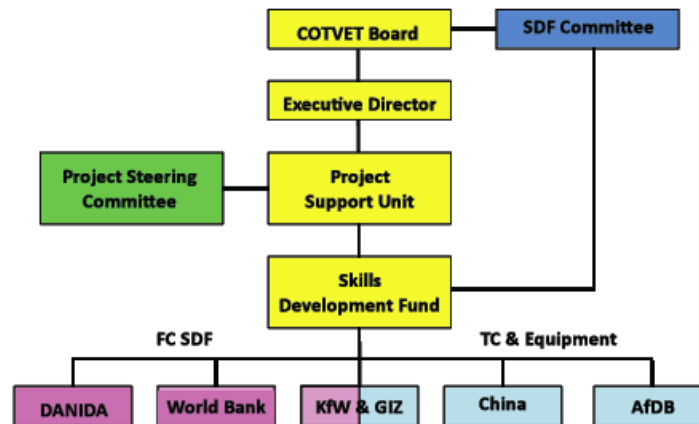 COTVET Board
SDF Committee
Executive Director
Project Steering
Committee
Project
Support Unit
Skills
Development Fund
FC SDF
TC & Equipment
DANIDA
World Bank
KfW & GIZ
China
AfDB